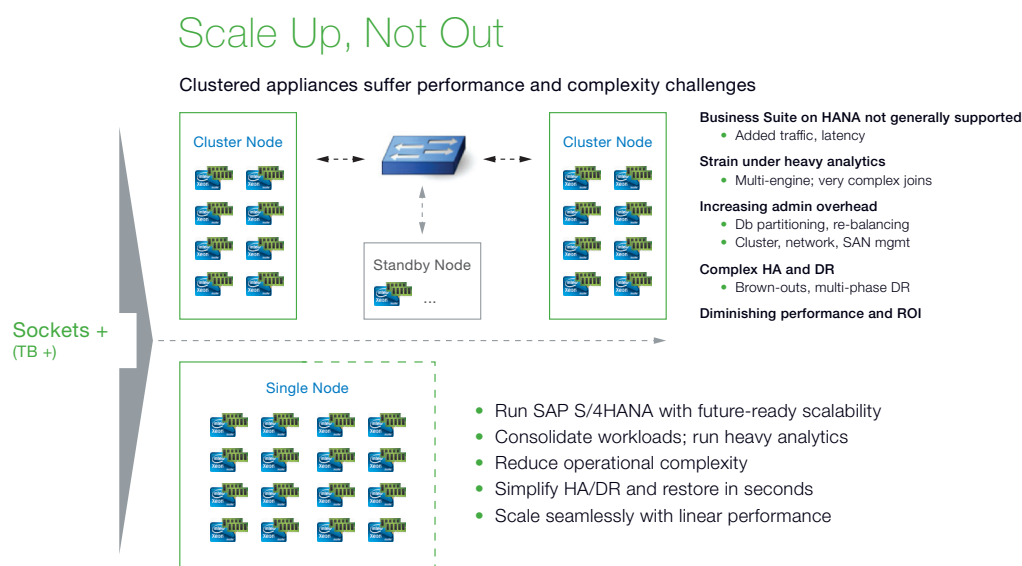 Scale Up, Not Out
Clustered appliances suffer performance and complexity challenges
Cluster Node
Cluster Node
Standby Node
...
Business Suite on HANA not generally supported
• Added traffic, latency
Strain under heavy analytics
• Multi-engine; very complex joins
Increasing admin overhead
• Db partitioning, re-balancing
• Cluster, network, SAN mgmt
Complex HA and DR
• Brown-outs, multi-phase DR
Diminishing performance and ROI
Sockets +
(TB +)
Single Node
• Run SAP S/4HANA with future-ready scalability
• Consolidate workloads; run heavy analytics
• Reduce operational complexity
• Simplify HA/DR and restore in seconds
• Scale seamlessly with linear performance